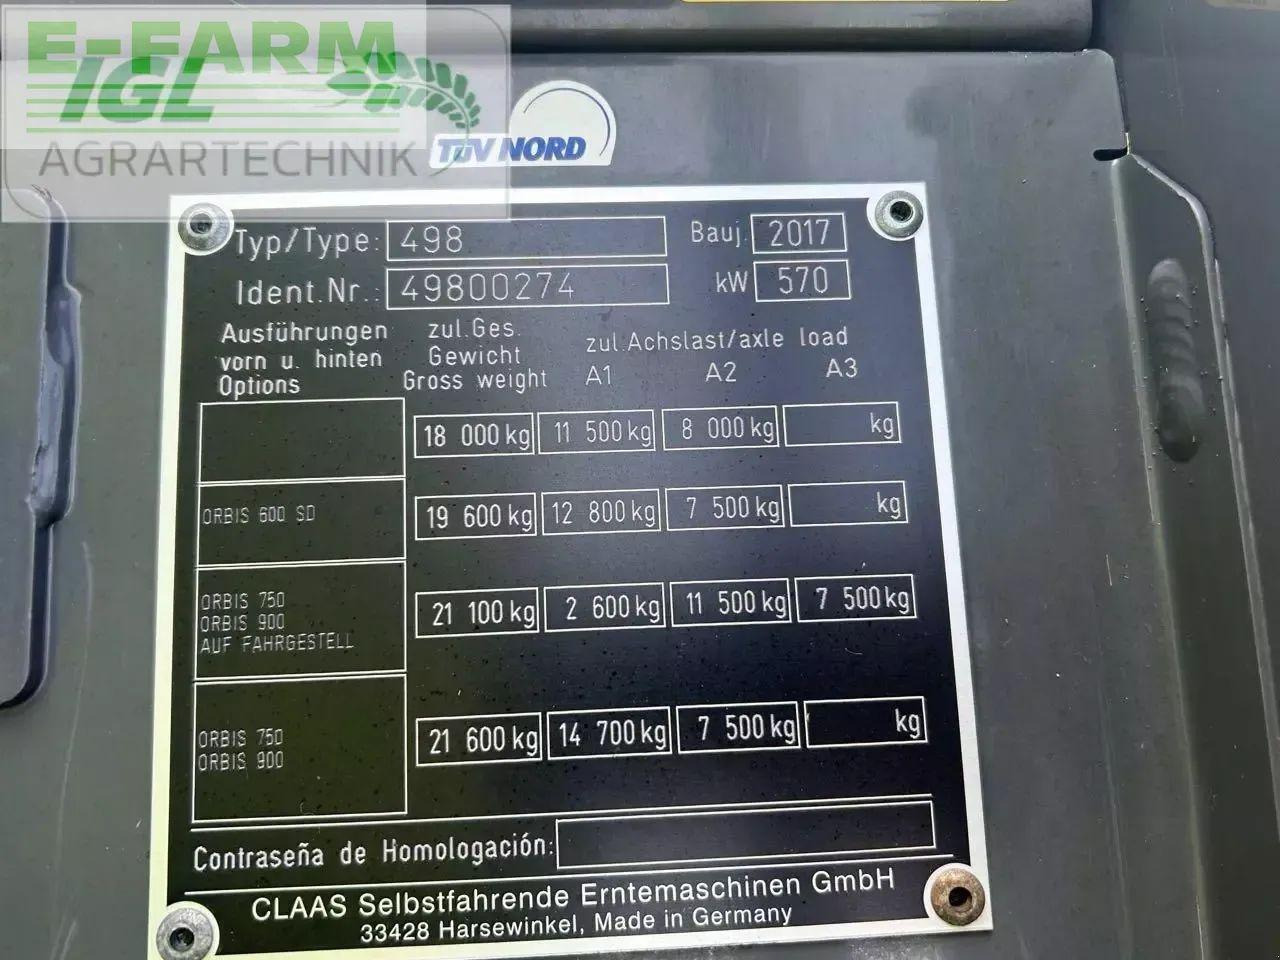 E-FARM
IGL
AGRARTECHNIK
TÜV NORD
Typ/Type: 498 Bauj. 2017
Ident.Nr.: 49800274 kW 570
Ausführungen zul.Ges. zul.Achslast/axle load
vorn u. hinten Gewicht
Options Gross weight A1 A2 A3
18 000 kg 11 500 kg 8 000 kg kg
ORBIS 600 SD 19 600 kg 12 800 kg 7 500 kg kg
ORBIS 750
ORBIS 900 21 100 kg 2 600 kg 11 500 kg 7 500 kg
AUF FAHRGESTELL
ORBIS 750 21 600 kg 14 700 kg 7 500 kg kg
ORBIS 900
Contraseña de Homologación:
CLAAS Selbstfahrende Erntemaschinen GmbH
33428 Harsewinkel, Made in Germany